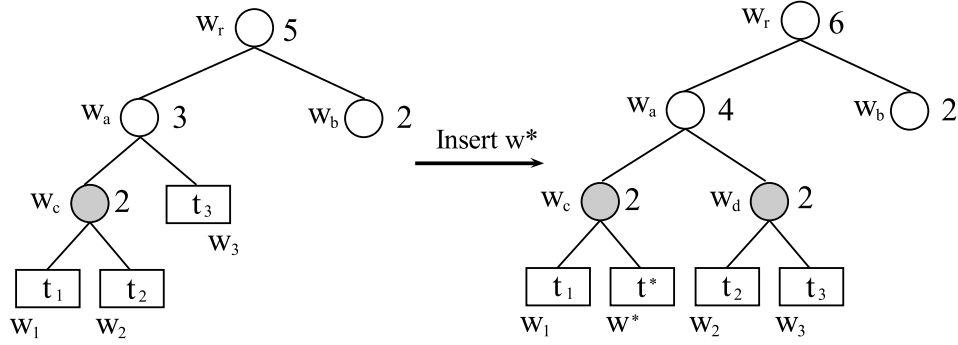 w_r 5
w_a 3
w_b 2
w_c 2
t_3
w_3
t_1 t_2
w_1 w_2
Insert w*
w_r 6
w_a 4
w_b 2
w_c 2
w_d 2
t_1 t* t_2 t_3
w_1 w* w_2 w_3